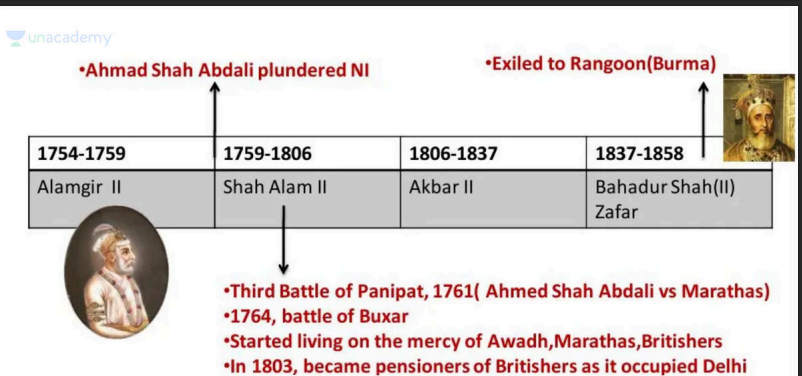 unacademy
•Ahmad Shah Abdali plundered NI
•Exiled to Rangoon(Burma)
1754-1759 1759-1806 1806-1837 1837-1858
Alamgir II Shah Alam II Akbar II Bahadur Shah(II)
Zafar
•Third Battle of Panipat, 1761( Ahmed Shah Abdali vs Marathas)
•1764, battle of Buxar
•Started living on the mercy of Awadh,Marathas,Britishers
•In 1803, became pensioners of Britishers as it occupied Delhi